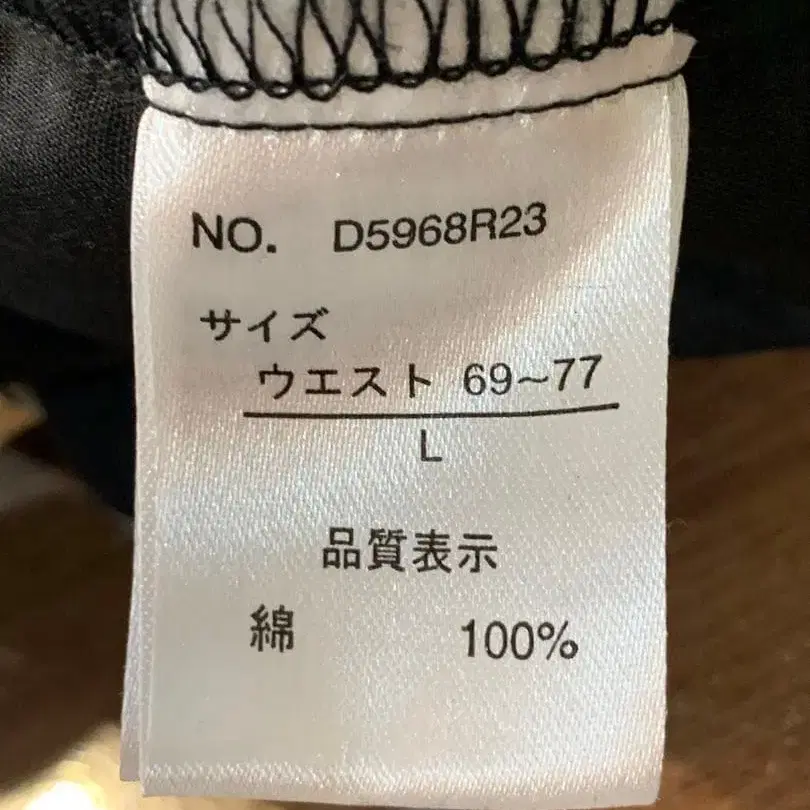 NO. D5968R23
サイズ
ウエスト 69~77
L
品質表示
綿 100%